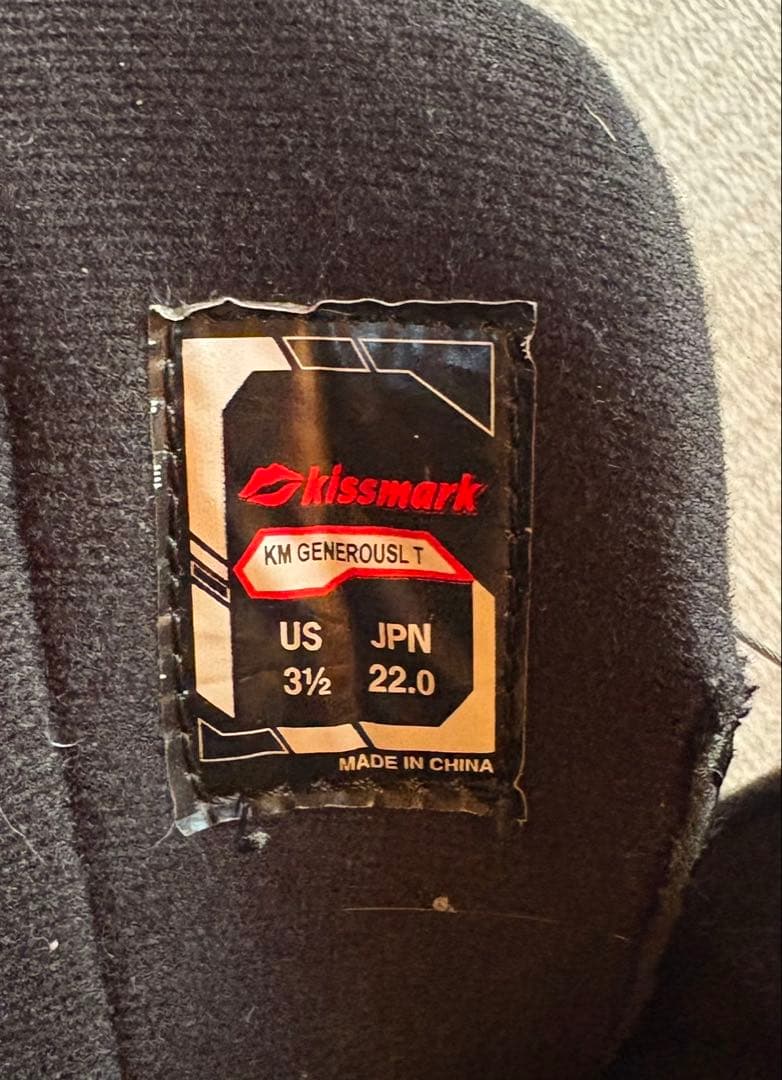 kissmark
KM GENEROUSL T
US JPN
3½ 22.0
MADE IN CHINA